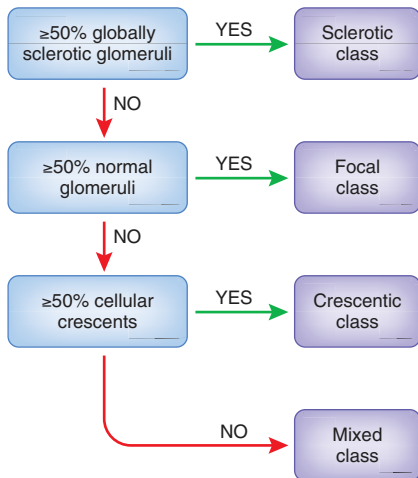 ≥50% globally
sclerotic glomeruli
YES
Sclerotic
class
NO
≥50% normal
glomeruli
YES
Focal
class
NO
≥50% cellular
crescents
YES
Crescentic
class
NO
Mixed
class